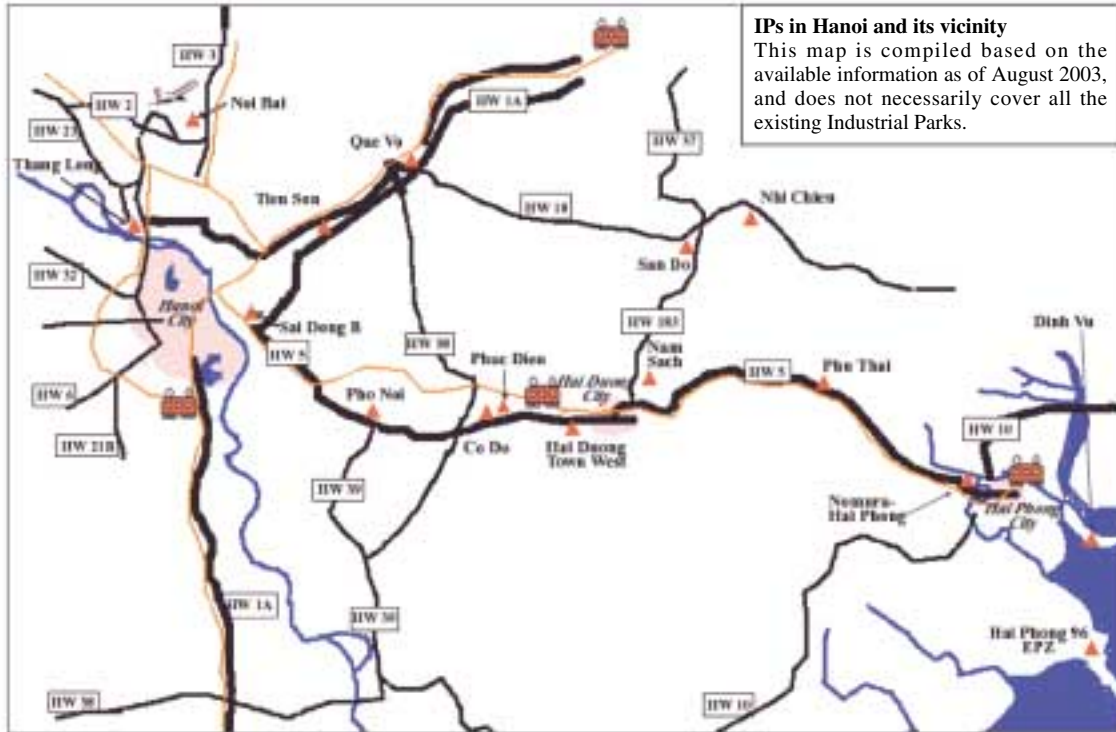 IPs in Hanoi and its vicinity
This map is compiled based on the
available information as of August 2003,
and does not necessarily cover all the
existing Industrial Parks.
HW 3
HW 2
Noi Bai
HW 23
HW 1A
Thang Long
Que Vo
HW 37
Tien Son
HW 18
Nhi Chieu
San Do
HW 32
Hanoi
City
Sai Dong B
HW 183
Dinh Vu
HW 5
HW 38
Phuc Dien
Nam
Sach
Hai Duong
City
HW 5
Phu Thai
HW 6
Pho Noi
HW 21B
Co Do
Hai Duong
Town West
HW 10
HW 39
Nomura-
Hai Phong
Hai Phong
City
HW 1A
HW 39
Hai Phong 96
EPZ
HW 38
HW 10